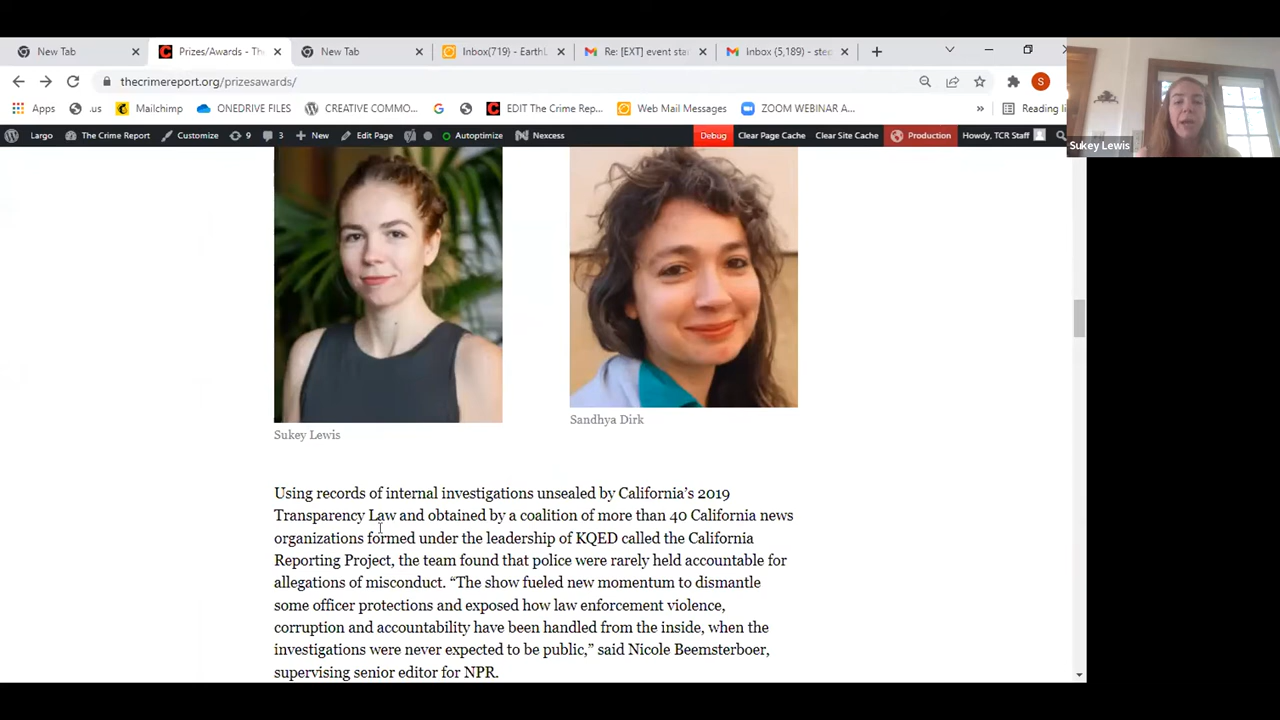 New Tab
Prizes/Awards - The
New Tab
Inbox(719) - EarthL
Re: [EXT] event star
Inbox (5,189) - step
thecrimereport.org/prizesawards/
Apps
.us
Mailchimp
ONEDRIVE FILES
CREATIVE COMMO...
EDIT The Crime Rep...
Web Mail Messages
ZOOM WEBINAR A...
»
Reading li
Largo
The Crime Report
Customize
9
3
New
Edit Page
Autoptimize
Nexcess
Debug
Clear Page Cache
Clear Site Cache
Production
Howdy, TCR Staff
Sukey Lewis
Sukey Lewis
Sandhya Dirk
Using records of internal investigations unsealed by California’s 2019
Transparency Law and obtained by a coalition of more than 40 California news
organizations formed under the leadership of KQED called the California
Reporting Project, the team found that police were rarely held accountable for
allegations of misconduct. “The show fueled new momentum to dismantle
some officer protections and exposed how law enforcement violence,
corruption and accountability have been handled from the inside, when the
investigations were never expected to be public,” said Nicole Beemsterboer,
supervising senior editor for NPR.